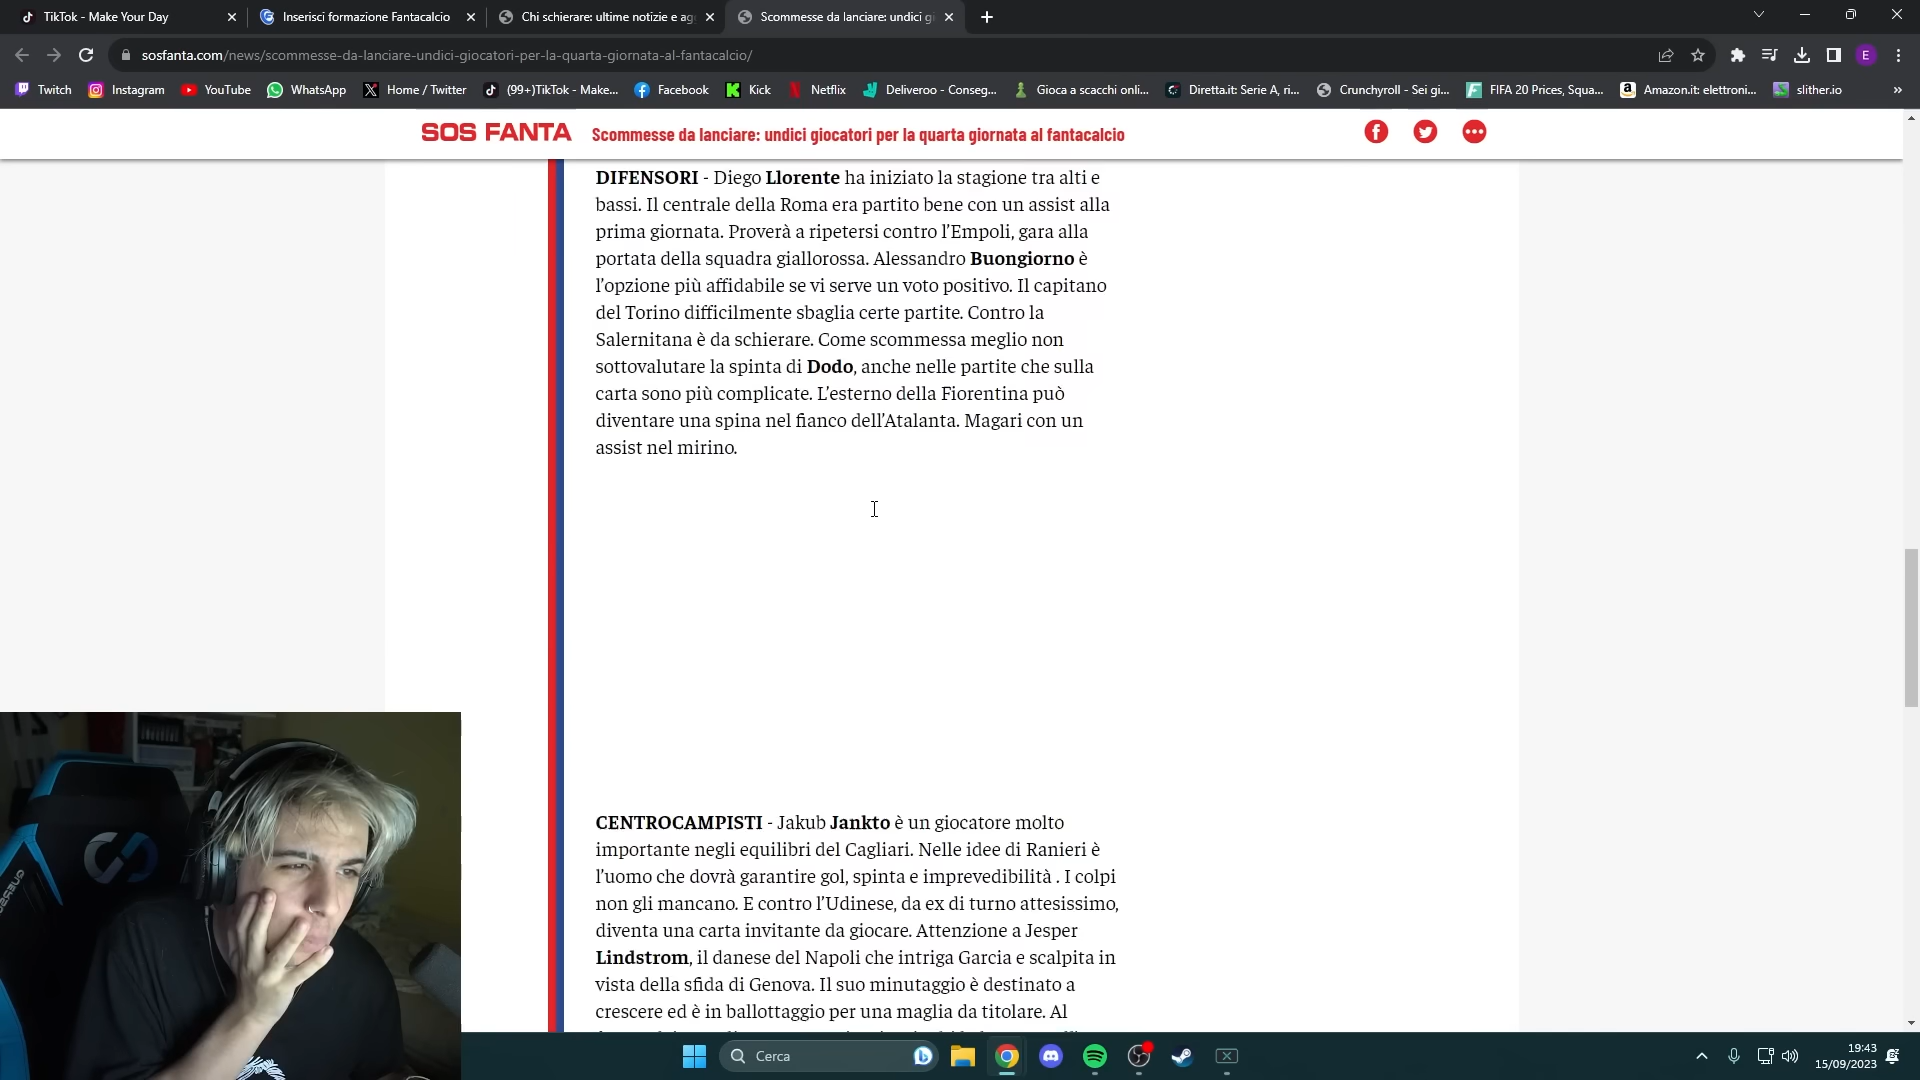 TikTok - Make Your Day
Inserisci formazione Fantacalcio
Chi schierare: ultime notizie e ag
Scommesse da lanciare: undici gi
sosfanta.com/news/scommesse-da-lanciare-undici-giocatori-per-la-quarta-giornata-al-fantacalcio/
E
Twitch
Instagram
YouTube
WhatsApp
Home / Twitter
(99+)TikTok - Make...
Facebook
Kick
Netflix
Deliveroo - Conseg...
Gioca a scacchi onli...
Diretta.it: Serie A, ri...
Crunchyroll - Sei gi...
FIFA 20 Prices, Squa...
Amazon.it: elettroni...
slither.io
»
SOS FANTA
Scommesse da lanciare: undici giocatori per la quarta giornata al fantacalcio
DIFENSORI - Diego Llorente ha iniziato la stagione tra alti e
bassi. Il centrale della Roma era partito bene con un assist alla
prima giornata. Proverà a ripetersi contro l'Empoli, gara alla
portata della squadra giallorossa. Alessandro Buongiorno è
l'opzione più affidabile se vi serve un voto positivo. Il capitano
del Torino difficilmente sbaglia certe partite. Contro la
Salernitana è da schierare. Come scommessa meglio non
sottovalutare la spinta di Dodo, anche nelle partite che sulla
carta sono più complicate. L'esterno della Fiorentina può
diventare una spina nel fianco dell'Atalanta. Magari con un
assist nel mirino.
CENTROCAMPISTI - Jakub Jankto è un giocatore molto
importante negli equilibri del Cagliari. Nelle idee di Ranieri è
l'uomo che dovrà garantire gol, spinta e imprevedibilità . I colpi
non gli mancano. E contro l'Udinese, da ex di turno attesissimo,
diventa una carta invitante da giocare. Attenzione a Jesper
Lindstrom, il danese del Napoli che intriga Garcia e scalpita in
vista della sfida di Genova. Il suo minutaggio è destinato a
crescere ed è in ballottaggio per una maglia da titolare. Al
Cerca
19:43
15/09/2023